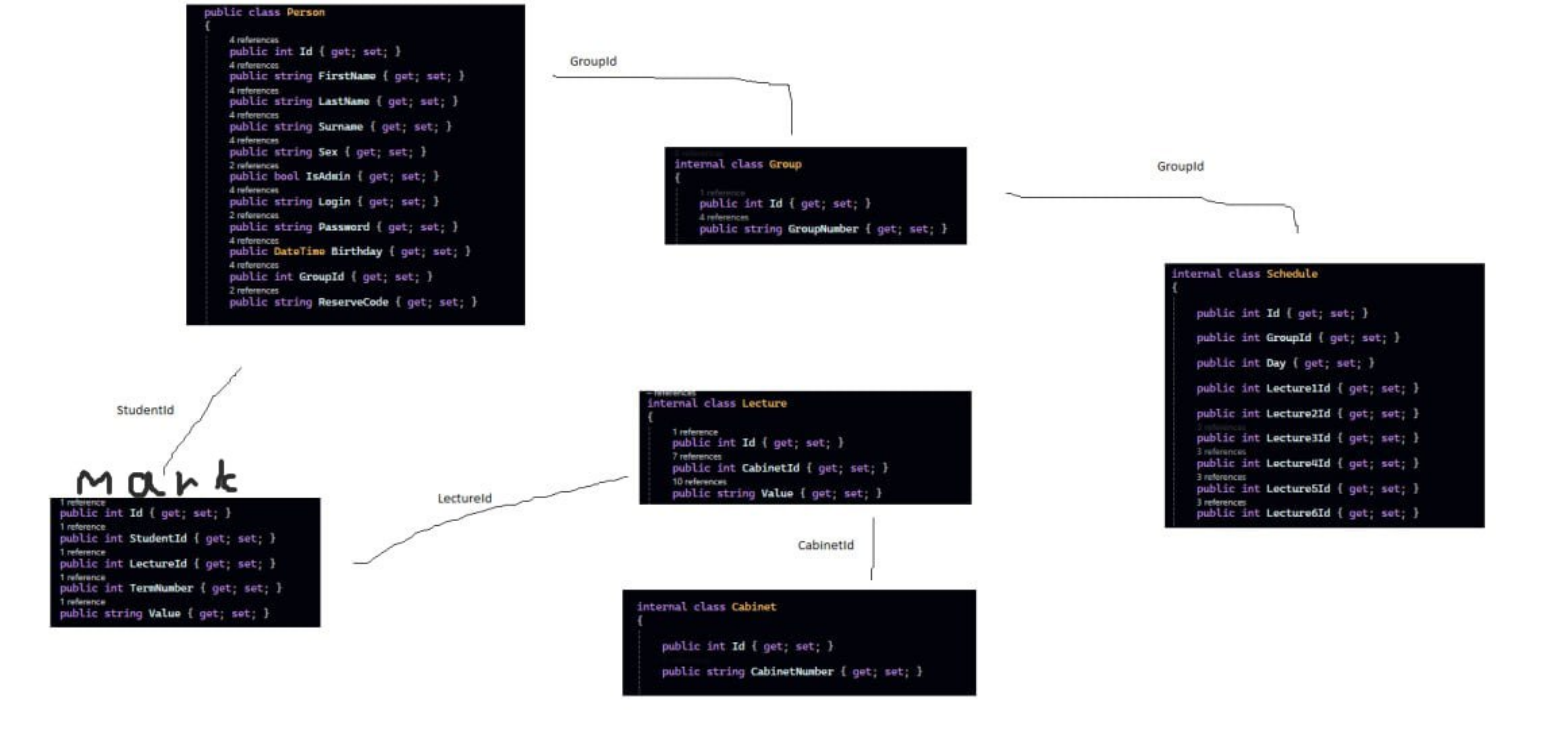 public class Person
{
4 references
public int Id { get; set; }
4 references
public string FirstName { get; set; }
4 references
public string LastName { get; set; }
4 references
public string Surname { get; set; }
4 references
public string Sex { get; set; }
2 references
public bool IsAdmin { get; set; }
4 references
public string Login { get; set; }
2 references
public string Password { get; set; }
4 references
public DateTime Birthday { get; set; }
4 references
public int GroupId { get; set; }
2 references
public string ReserveCode { get; set; }
GroupId
internal class Group
{
1 reference
public int Id { get; set; }
4 references
public string GroupNumber { get; set; }
GroupId
internal class Schedule
{
public int Id { get; set; }
public int GroupId { get; set; }
public int Day { get; set; }
public int Lecture1Id { get; set; }
public int Lecture2Id { get; set; }
public int Lecture3Id { get; set; }
3 references
public int Lecture4Id { get; set; }
3 references
public int Lecture5Id { get; set; }
3 references
public int Lecture6Id { get; set; }
StudentId
mark
1 reference
public int Id { get; set; }
1 reference
public int StudentId { get; set; }
1 reference
public int LectureId { get; set; }
1 reference
public int TermNumber { get; set; }
1 reference
public string Value { get; set; }
LectureId
references
internal class Lecture
{
1 reference
public int Id { get; set; }
7 references
public int CabinetId { get; set; }
10 references
public string Value { get; set; }
CabinetId
internal class Cabinet
{
public int Id { get; set; }
public string CabinetNumber { get; set; }